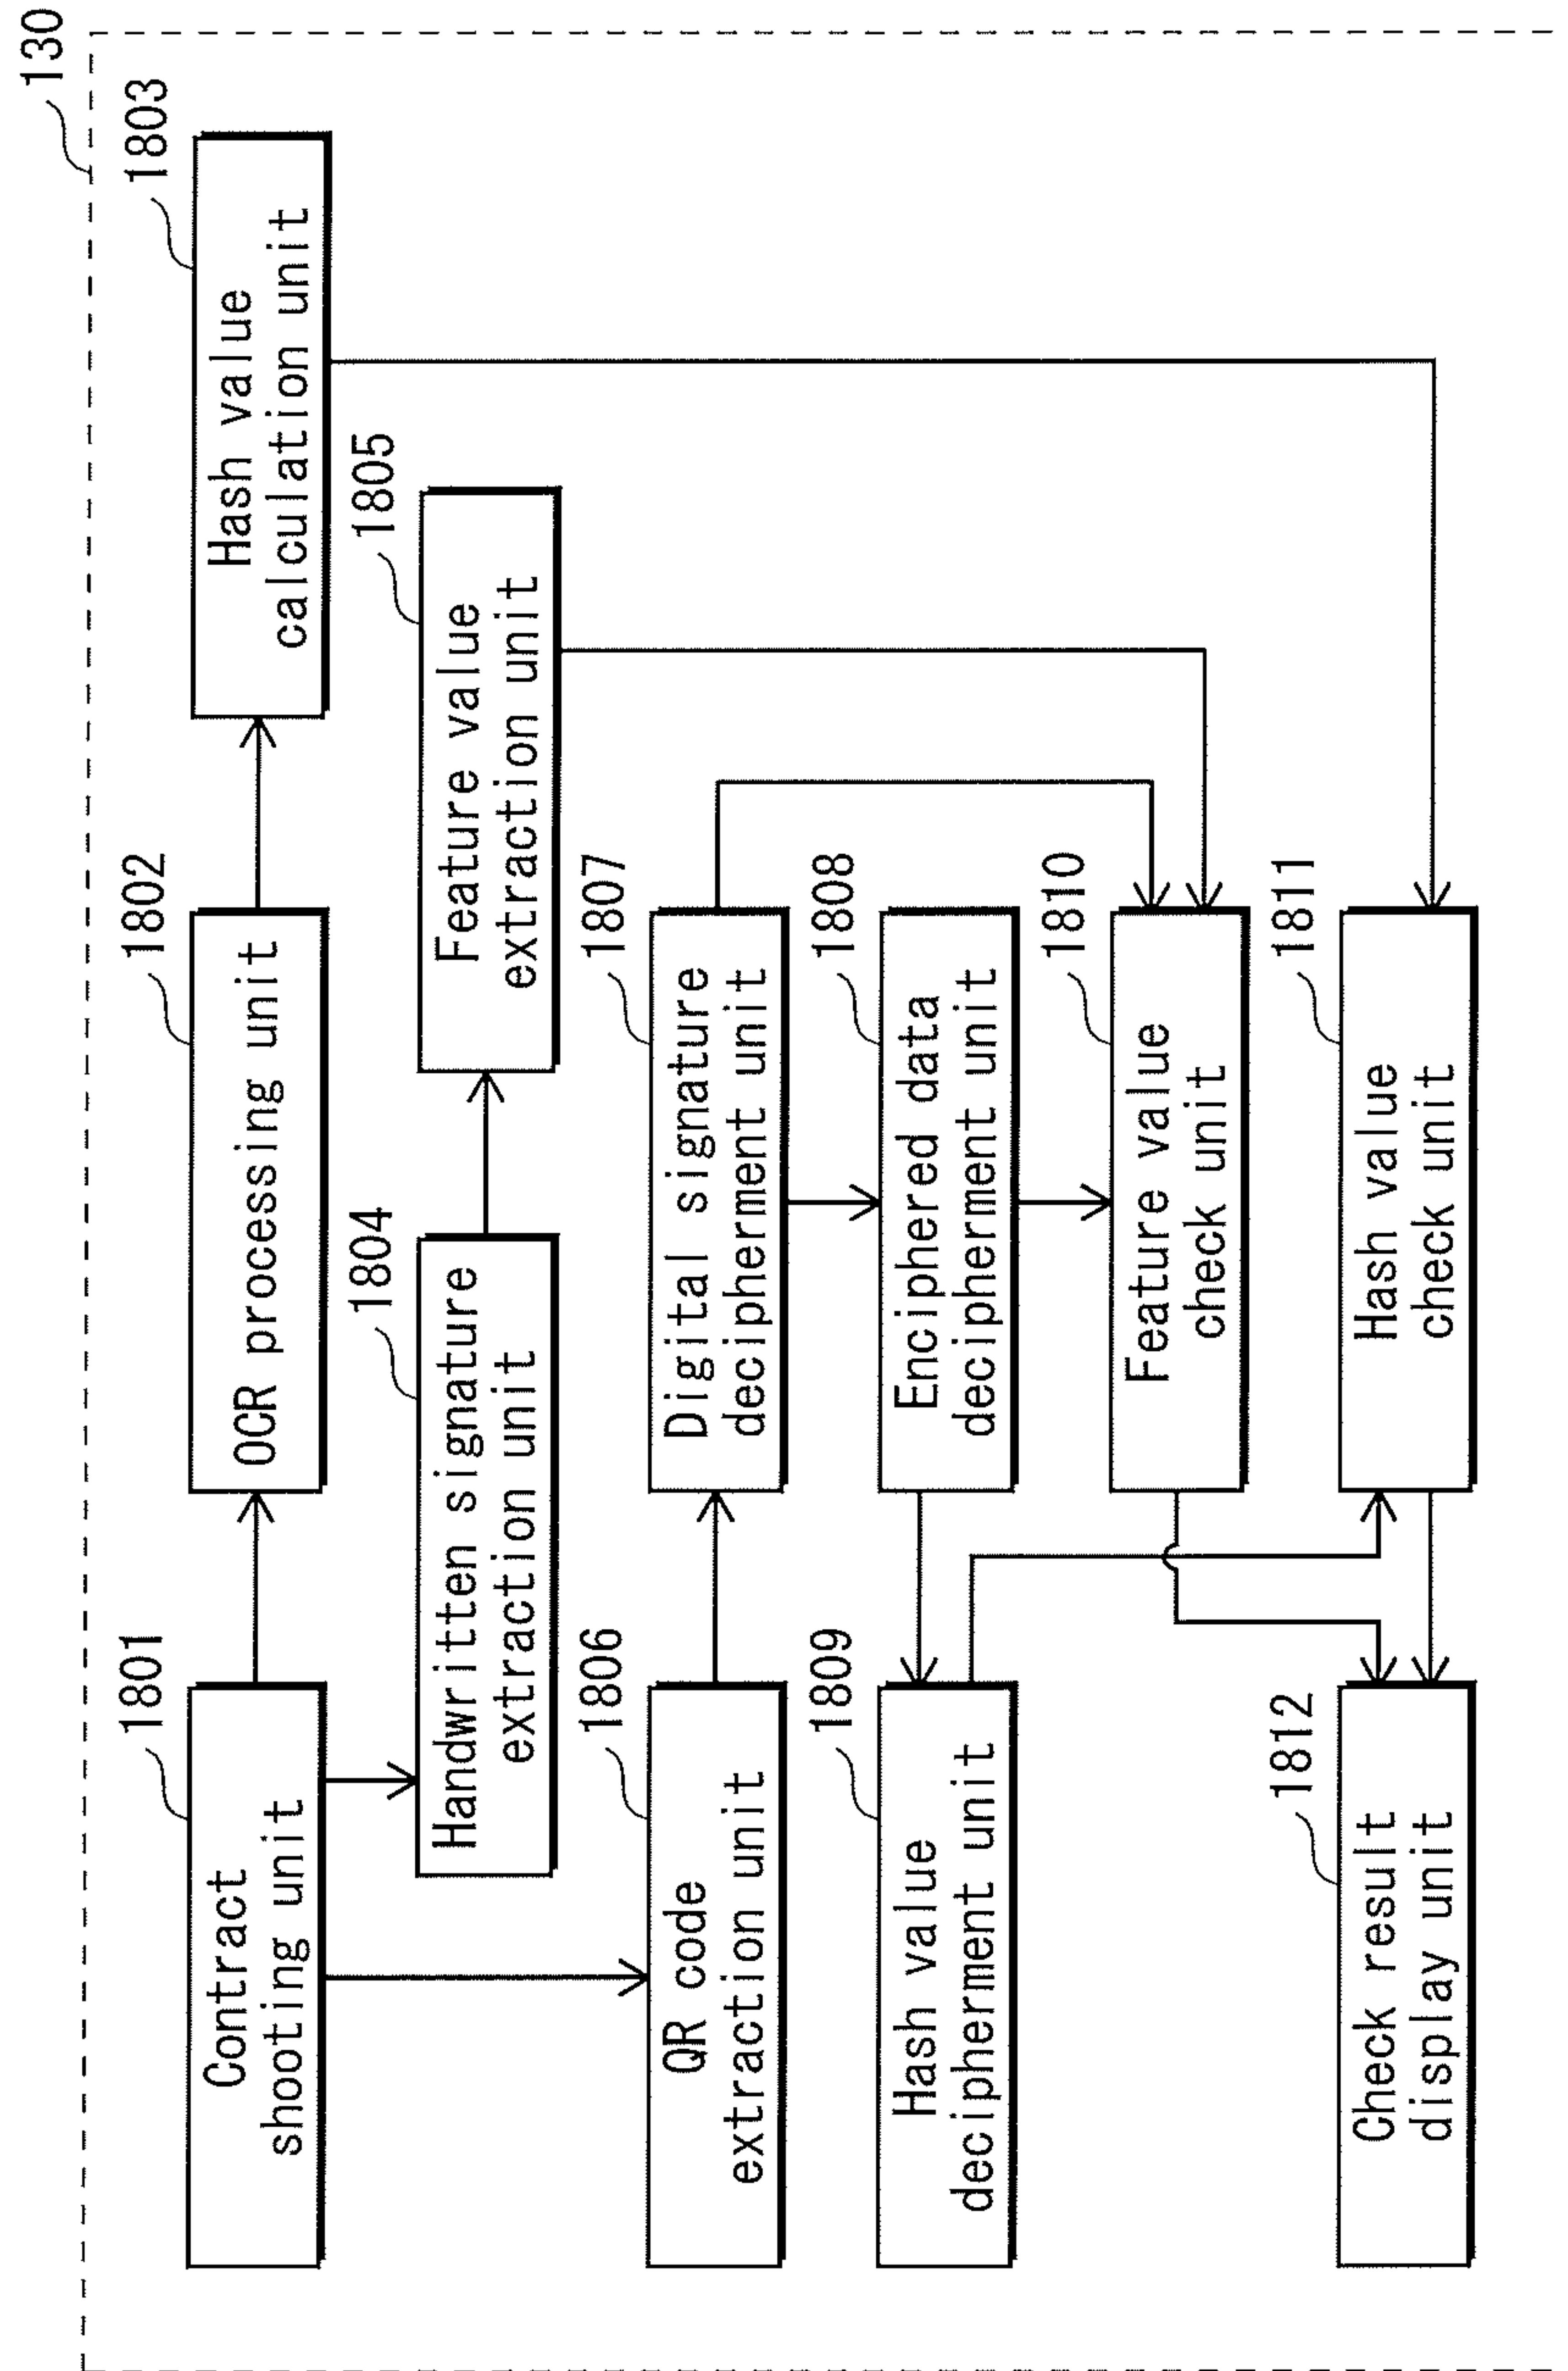 130
1801
Contract
shooting unit
1802
OCR processing unit
1803
Hash value
calculation unit
1804
Handwritten signature
extraction unit
1805
Feature value
extraction unit
1806
QR code
extraction unit
1807
Digital signature
decipherment unit
1808
Enciphered data
decipherment unit
1809
Hash value
decipherment unit
1810
Feature value
check unit
1811
Hash value
check unit
1812
Check result
display unit